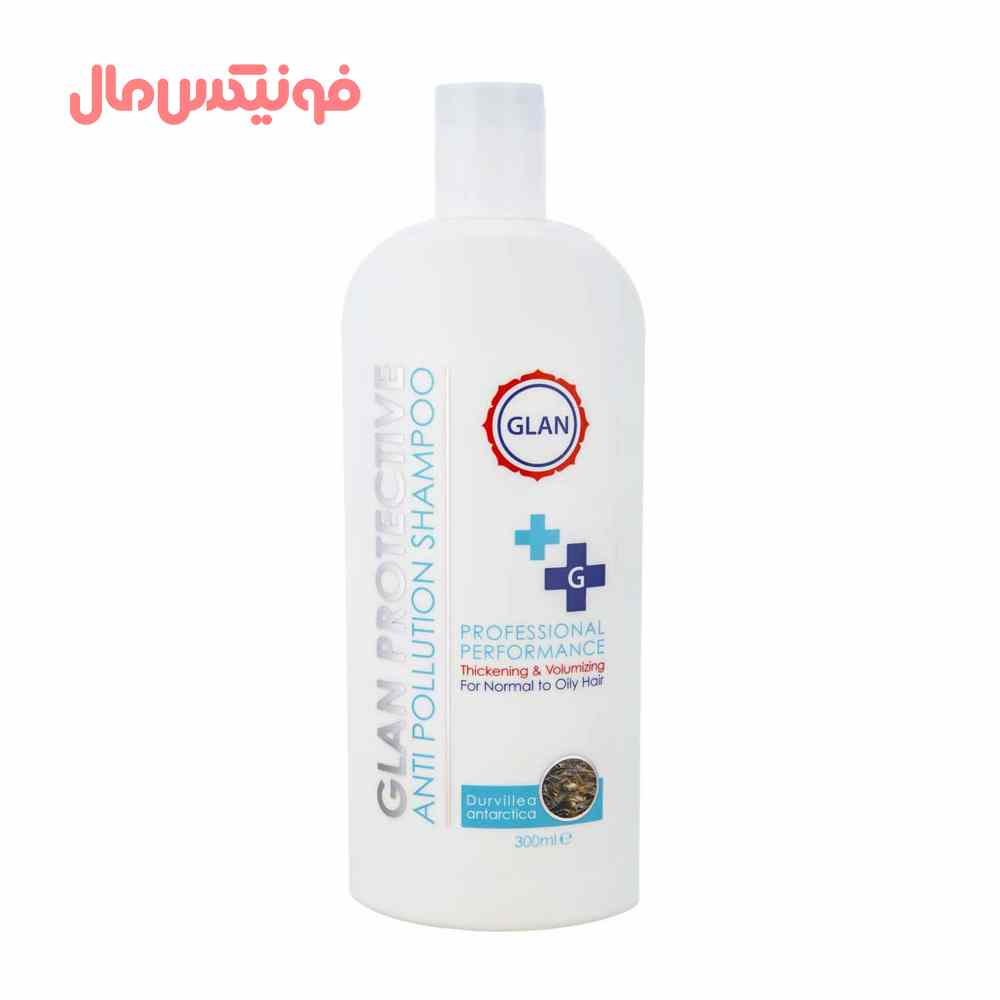 فونیکس‌مال
GLAN PROTECTIVE
ANTI POLLUTION SHAMPOO
GLAN
G
PROFESSIONAL
PERFORMANCE
Thickening & Volumizing
For Normal to Oily Hair
Durvillea
antarctica
300ml ℮